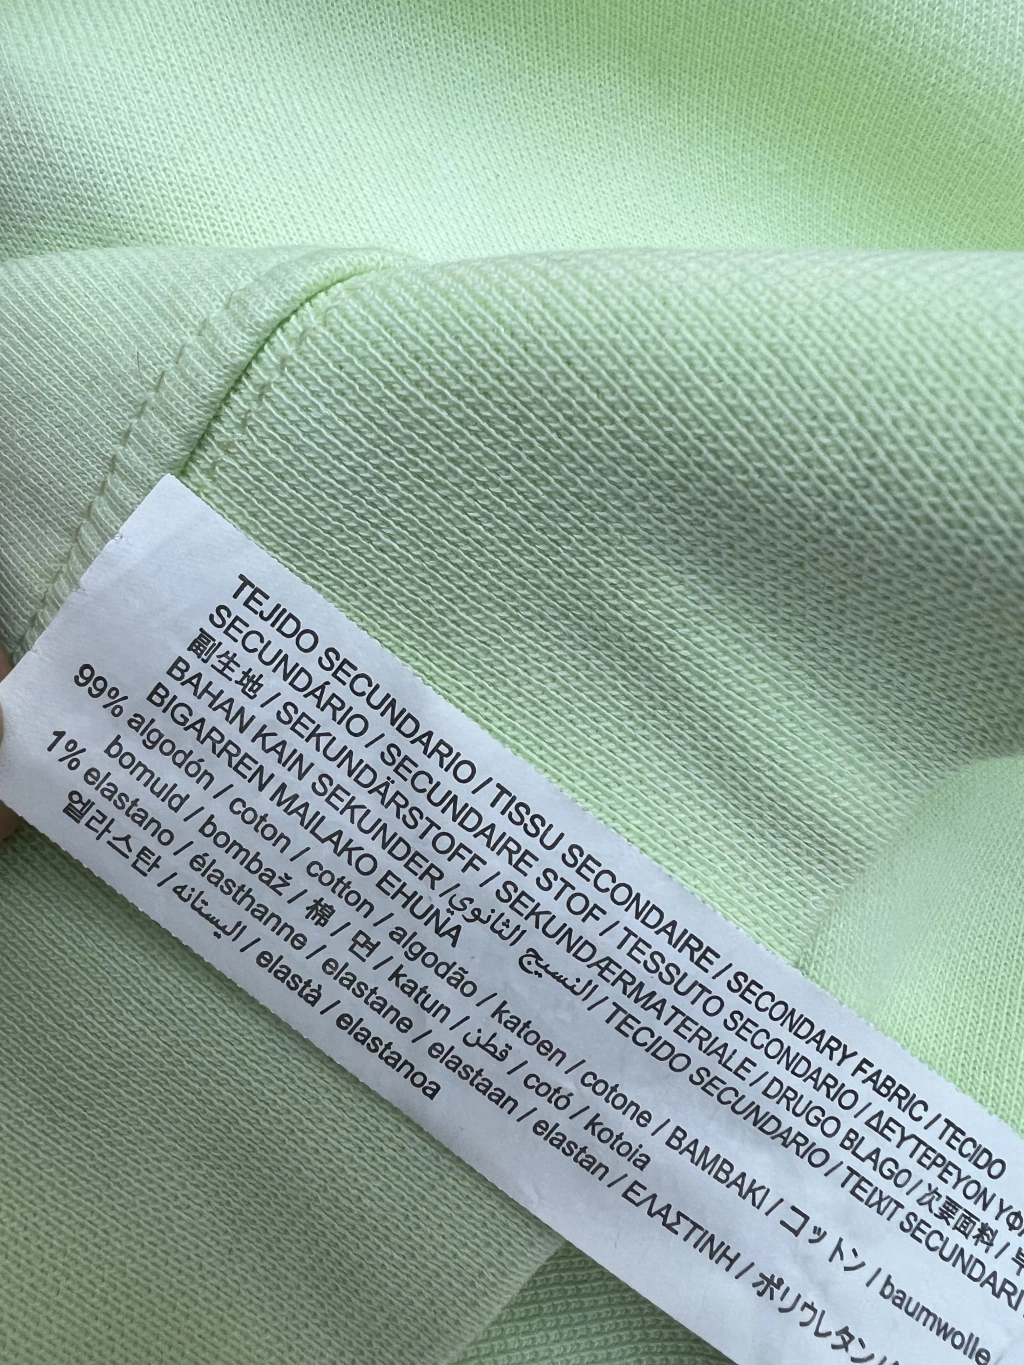 TEJIDO SECUNDARIO / TISSU SECONDAIRE / SECONDARY FABRIC / TECIDO
SECUNDÁRIO / SECUNDAIRE STOF / TESSUTO SECONDARIO / ΔΕΥΤΕΡΕΥΟΝ
副生地 / SEKUNDÄRSTOFF / SEKUNDÆRMATERIALE / DRUGO BLAGO / 次要面料 /
BAHAN KAIN SEKUNDER / النسيج الثانوي / TECIDO SECUNDARIO / TEIXIT SECUNDARI
BIGARREN MAILAKO EHUNA
99% algodón / coton / cotton / algodão / katoen / cotone / BAMBAKI / コットン / baumwolle
bomuld / bombaž / 棉 / 면 / katun / قطن / cotó / kotoia
1% elastano / élasthanne / elastane / elastaan / elastan / ΕΛΑΣΤΙΝΗ / ポリウレタン
엘라스탄 / اليستانه / elastà / elastanoa